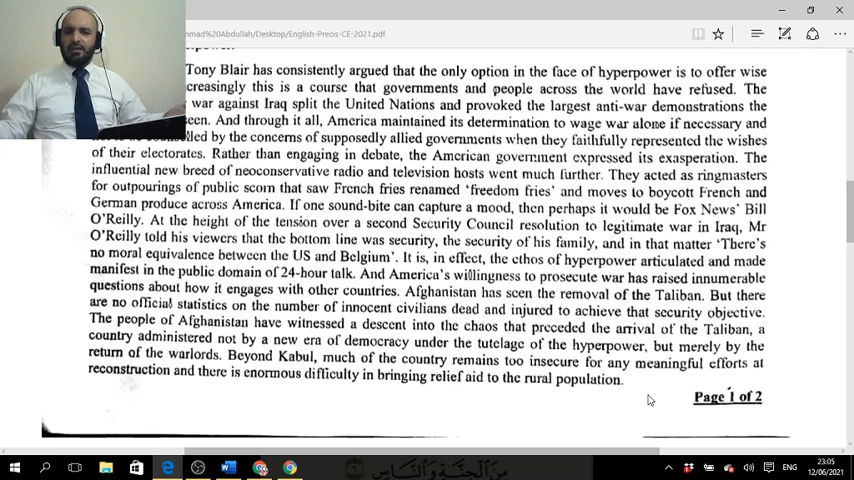 mmad%20Abdullah/Desktop/English-Precis-CE-2021.pdf
Tony Blair has consistently argued that the only option in the face of hyperpower is to offer wise
creasingly this is a course that governments and people across the world have refused. The
war against Iraq split the United Nations and provoked the largest anti-war demonstrations the
een. And through it all, America maintained its determination to wage war alone if necessary and
led by the concerns of supposedly allied governments when they faithfully represented the wishes
of their electorates. Rather than engaging in debate, the American government expressed its exasperation. The
influential new breed of neoconservative radio and television hosts went much further. They acted as ringmasters
for outpourings of public scorn that saw French fries renamed 'freedom fries' and moves to boycott French and
German produce across America. If one sound-bite can capture a mood, then perhaps it would be Fox News' Bill
O'Reilly. At the height of the tension over a second Security Council resolution to legitimate war in Iraq, Mr
O'Reilly told his viewers that the bottom line was security, the security of his family, and in that matter 'There's
no moral equivalence between the US and Belgium'. It is, in effect, the ethos of hyperpower articulated and made
manifest in the public domain of 24-hour talk. And America's willingness to prosecute war has raised innumerable
questions about how it engages with other countries. Afghanistan has seen the removal of the Taliban. But there
are no official statistics on the number of innocent civilians dead and injured to achieve that security objective.
The people of Afghanistan have witnessed a descent into the chaos that preceded the arrival of the Taliban, a
country administered not by a new era of democracy under the tutelage of the hyperpower, but merely by the
return of the warlords. Beyond Kabul, much of the country remains too insecure for any meaningful efforts at
reconstruction and there is enormous difficulty in bringing relief aid to the rural population.
Page 1 of 2
مِنَ الْجِنَّةِ وَالنَّاسِ
ENG
23:05
12/06/2021